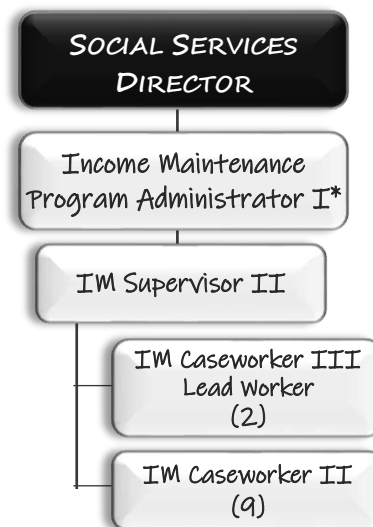 SOCIAL SERVICES
DIRECTOR
Income Maintenance
Program Administrator I*
IM Supervisor II
IM Caseworker III
Lead Worker
(2)
IM Caseworker II
(9)